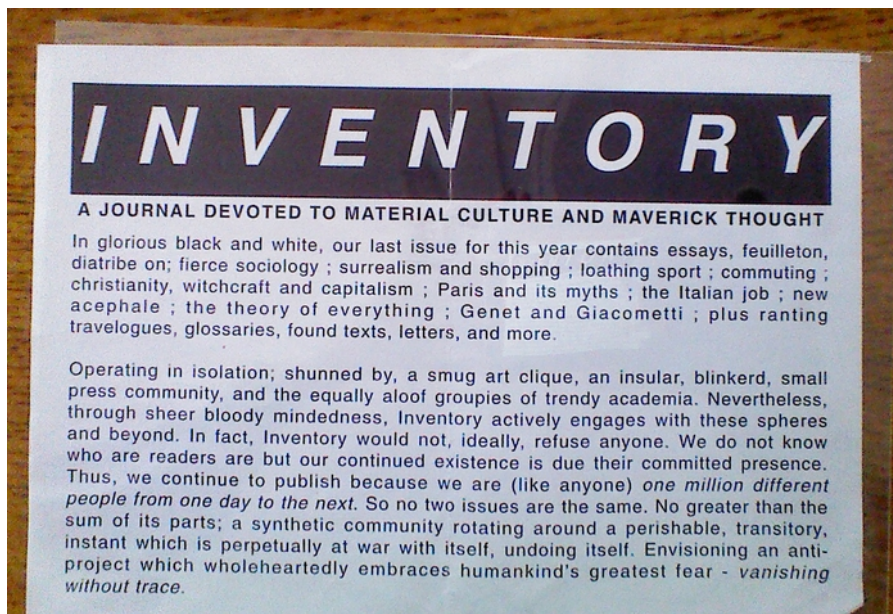 INVENTORY
A JOURNAL DEVOTED TO MATERIAL CULTURE AND MAVERICK THOUGHT
In glorious black and white, our last issue for this year contains essays, feuilleton,
diatribe on; fierce sociology ; surrealism and shopping ; loathing sport ; commuting ;
christianity, witchcraft and capitalism ; Paris and its myths ; the Italian job ; new
acephale ; the theory of everything ; Genet and Giacometti ; plus ranting
travelogues, glossaries, found texts, letters, and more.
Operating in isolation; shunned by, a smug art clique, an insular, blinkerd, small
press community, and the equally aloof groupies of trendy academia. Nevertheless,
through sheer bloody mindedness, Inventory actively engages with these spheres
and beyond. In fact, Inventory would not, ideally, refuse anyone. We do not know
who are readers are but our continued existence is due their committed presence.
Thus, we continue to publish because we are (like anyone) one million different
people from one day to the next. So no two issues are the same. No greater than the
sum of its parts; a synthetic community rotating around a perishable, transitory,
instant which is perpetually at war with itself, undoing itself. Envisioning an anti-
project which wholeheartedly embraces humankind's greatest fear - vanishing
without trace.